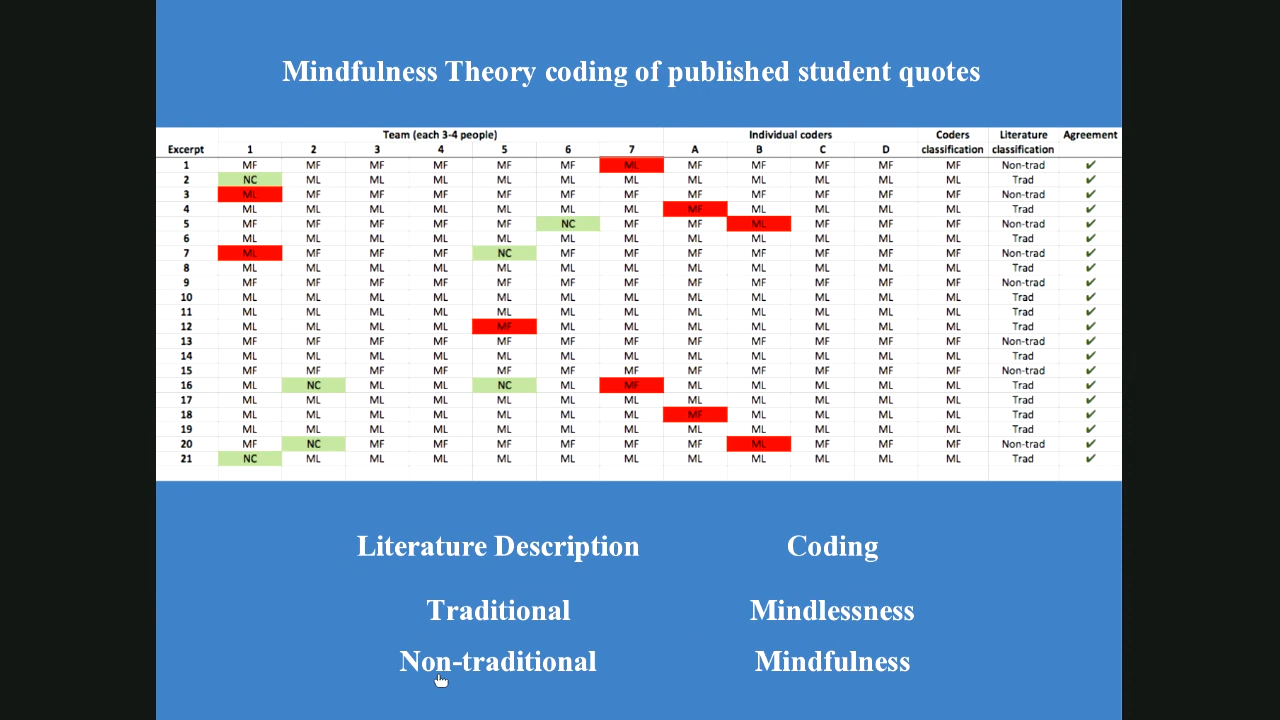 Mindfulness Theory coding of published student quotes
Team (each 3-4 people) Individual coders Coders Literature Agreement
Excerpt 1 2 3 4 5 6 7 A B C D classification classification
1 MF MF MF MF MF MF ML MF MF MF MF MF Non-trad ✔
2 NC ML ML ML ML ML ML ML ML ML ML ML Trad ✔
3 ML MF MF MF MF MF MF MF MF MF MF MF Non-trad ✔
4 ML ML ML ML ML ML ML MF ML ML ML ML Trad ✔
5 MF MF MF MF MF NC MF MF ML MF MF MF Non-trad ✔
6 ML ML ML ML ML ML ML ML ML ML ML ML Trad ✔
7 ML MF MF MF NC MF MF MF MF MF MF MF Non-trad ✔
8 ML ML ML ML ML ML ML ML ML ML ML ML Trad ✔
9 MF MF MF MF MF MF MF MF MF MF MF MF Non-trad ✔
10 ML ML ML ML ML ML ML ML ML ML ML ML Trad ✔
11 ML ML ML ML ML ML ML ML ML ML ML ML Trad ✔
12 ML ML ML ML MF ML ML ML ML ML ML ML Trad ✔
13 MF MF MF MF MF MF MF MF MF MF MF MF Non-trad ✔
14 ML ML ML ML ML ML ML ML ML ML ML ML Trad ✔
15 MF MF MF MF MF MF MF MF MF MF MF MF Non-trad ✔
16 ML NC ML ML NC ML MF ML ML ML ML ML Trad ✔
17 ML ML ML ML ML ML ML ML ML ML ML ML Trad ✔
18 ML ML ML ML ML ML ML MF ML ML ML ML Trad ✔
19 ML ML ML ML ML ML ML ML ML ML ML ML Trad ✔
20 MF NC MF MF MF MF MF MF ML MF MF MF Non-trad ✔
21 NC ML ML ML ML ML ML ML ML ML ML ML Trad ✔
Literature Description Coding
Traditional Mindlessness
Non-traditional Mindfulness